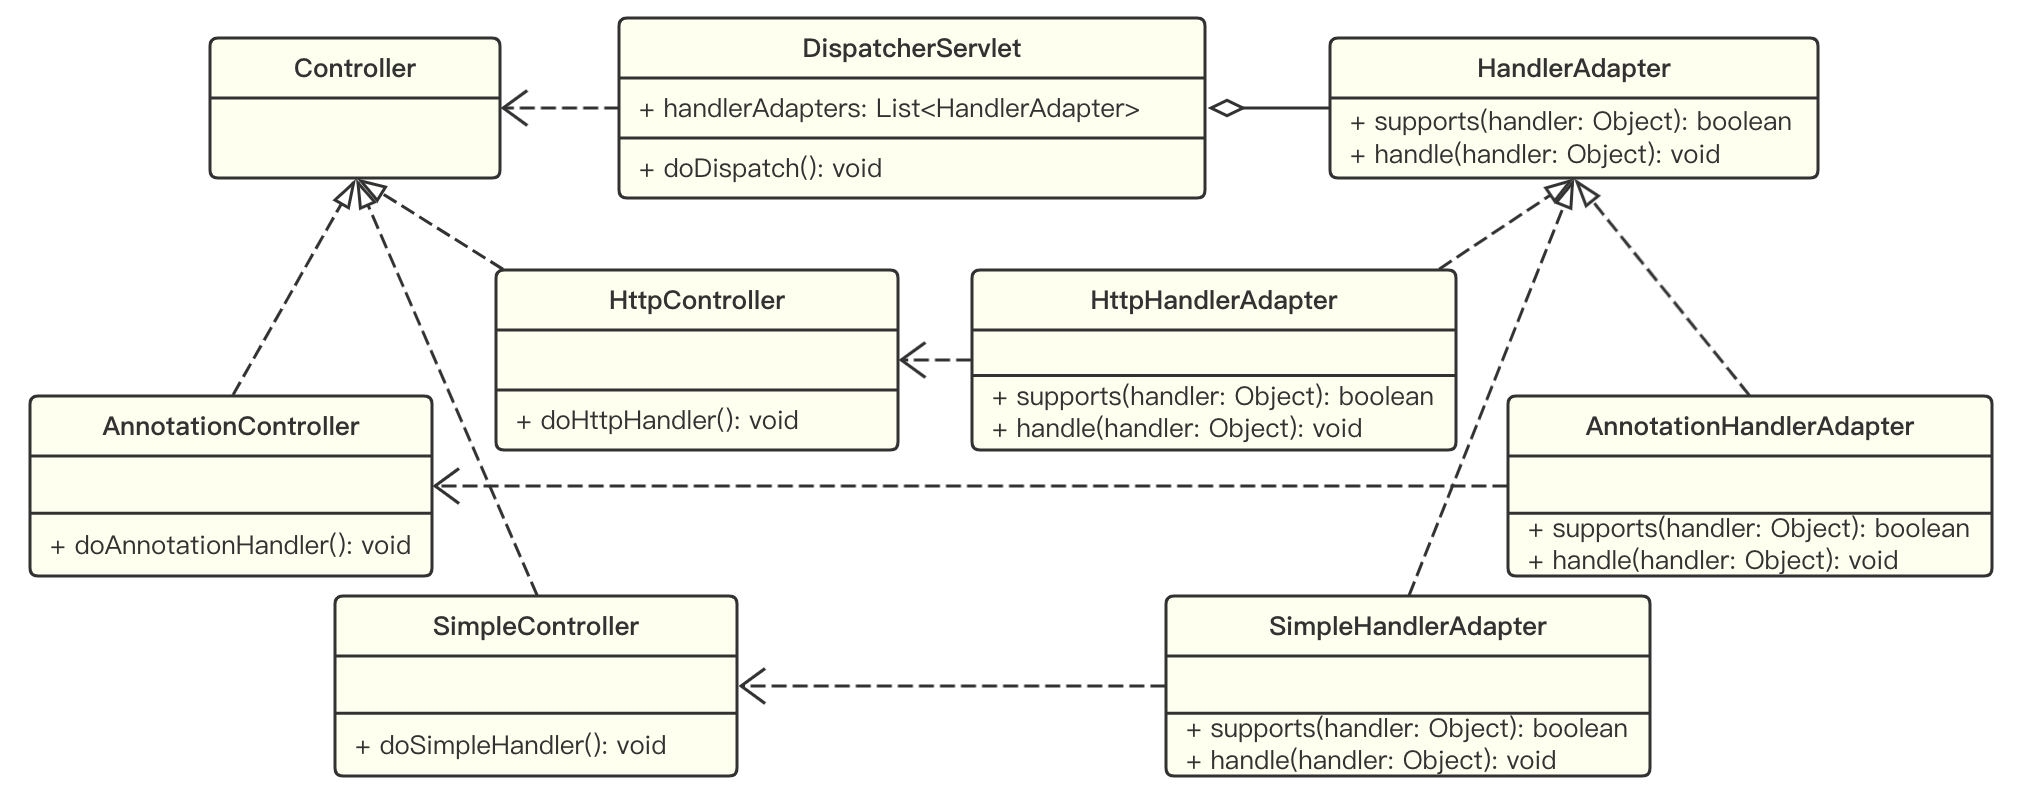 Controller
DispatcherServlet
+ handlerAdapters: List<HandlerAdapter>
+ doDispatch(): void
HandlerAdapter
+ supports(handler: Object): boolean
+ handle(handler: Object): void
HttpController
+ doHttpHandler(): void
HttpHandlerAdapter
+ supports(handler: Object): boolean
+ handle(handler: Object): void
AnnotationController
+ doAnnotationHandler(): void
AnnotationHandlerAdapter
+ supports(handler: Object): boolean
+ handle(handler: Object): void
SimpleController
+ doSimpleHandler(): void
SimpleHandlerAdapter
+ supports(handler: Object): boolean
+ handle(handler: Object): void